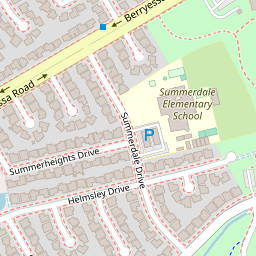 Berryess
ssa Road
Summerdale
Elementary
School
P
Summerdale Drive
Summerheights Drive
Helmsley Drive